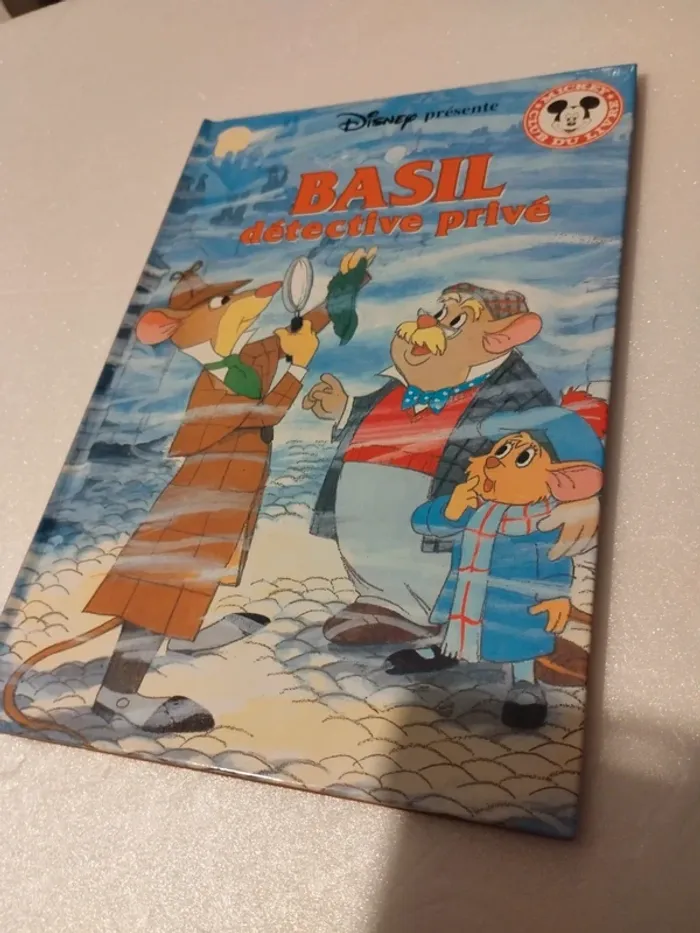 DISNEY présente
MICKEY
CLUB DU LIVRE
BASIL
détective privé